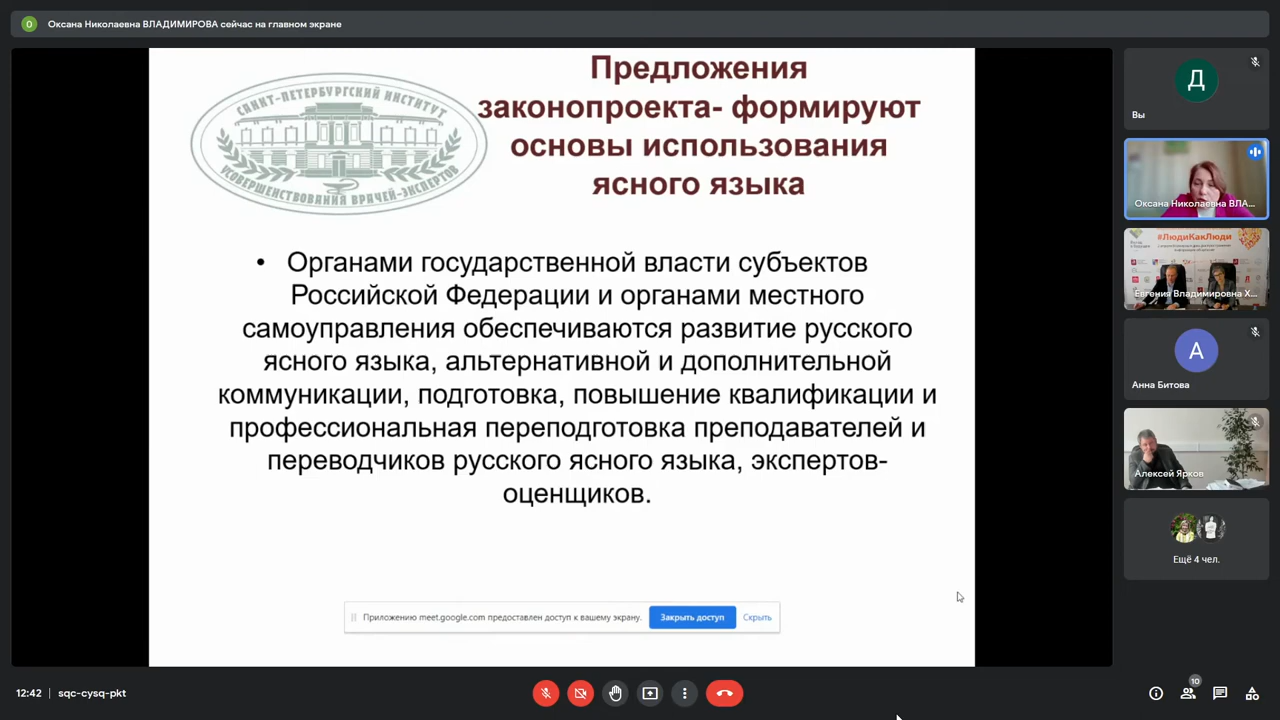 О
Оксана Николаевна ВЛАДИМИРОВА сейчас на главном экране
САНКТ-ПЕТЕРБУРГСКИЙ ИНСТИТУТ
УСОВЕРШЕНСТВОВАНИЯ ВРАЧЕЙ-ЭКСПЕРТОВ
Предложения
законопроекта- формируют
основы использования
ясного языка
• Органами государственной власти субъектов
Российской Федерации и органами местного
самоуправления обеспечиваются развитие русского
ясного языка, альтернативной и дополнительной
коммуникации, подготовка, повышение квалификации и
профессиональная переподготовка преподавателей и
переводчиков русского ясного языка, экспертов-
оценщиков.
Приложению meet.google.com предоставлен доступ к вашему экрану.
Закрыть доступ
Скрыть
Д
Вы
Оксана Николаевна ВЛА...
#ЛюдиКакЛюди
Евгения Владимировна Х...
А
Анна Битова
Алексей Ярков
Ещё 4 чел.
12:42
sqc-cysq-pkt
10